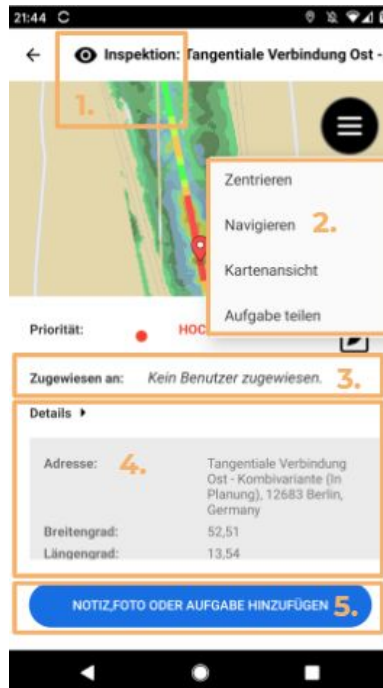 21:44
Inspektion: Tangentiale Verbindung Ost -
1.
Zentrieren
Navigieren 2.
Kartenansicht
Aufgabe teilen
Priorität: HOC
Zugewiesen an: Kein Benutzer zugewiesen. 3.
Details
Adresse: 4. Tangentiale Verbindung
Ost - Kombivariante (In
Planung), 12683 Berlin,
Germany
Breitengrad: 52,51
Längengrad: 13,54
NOTIZ,FOTO ODER AUFGABE HINZUFÜGEN 5.